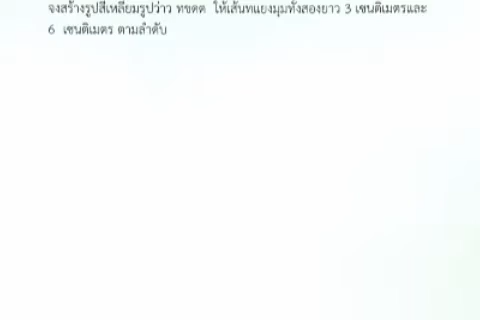 จงสร้างรูปสี่เหลี่ยมรูปว่าว ทขดต ให้เส้นทแยงมุมทั้งสองยาว 3 เซนติเมตรและ
6 เซนติเมตร ตามลำดับ